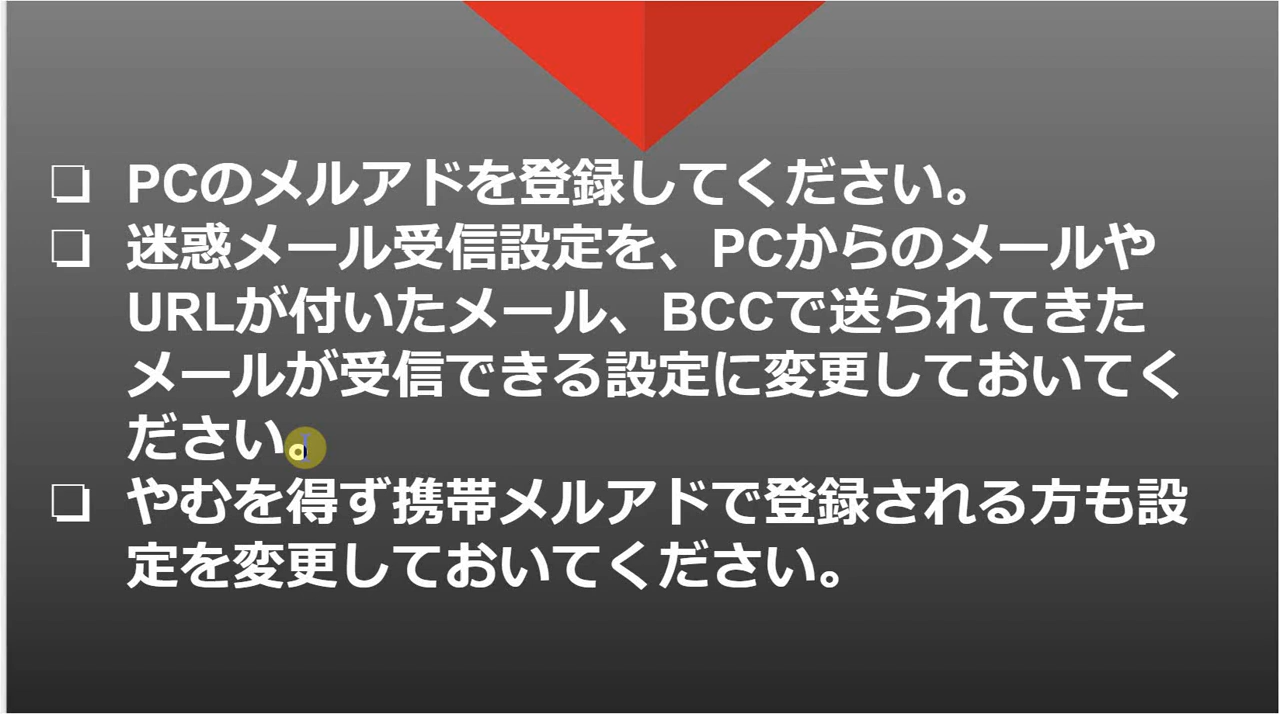 ❏ PCのメルアドを登録してください。
❏ 迷惑メール受信設定を、PCからのメールや
URLが付いたメール、BCCで送られてきた
メールが受信できる設定に変更しておいてく
ださい。
❏ やむを得ず携帯メルアドで登録される方も設
定を変更しておいてください。